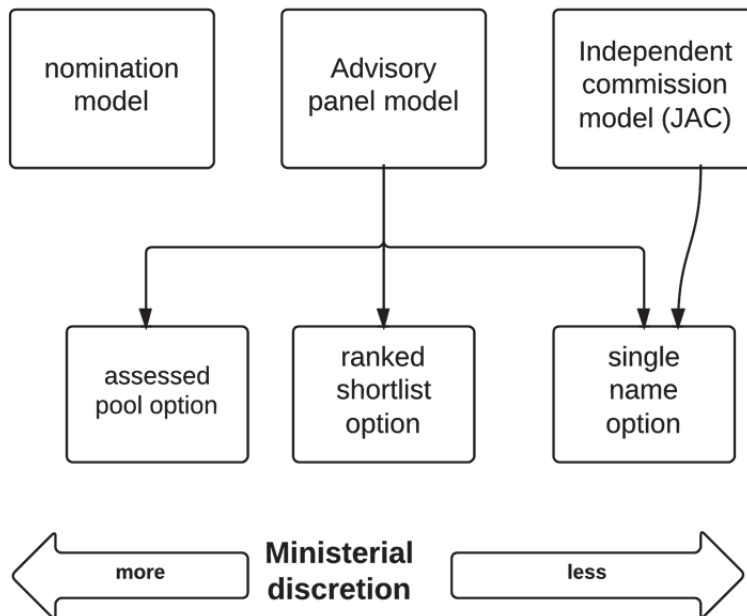 nomination
model
Advisory
panel model
Independent
commission
model (JAC)
assessed
pool option
ranked
shortlist
option
single
name
option
more
Ministerial
discretion
less